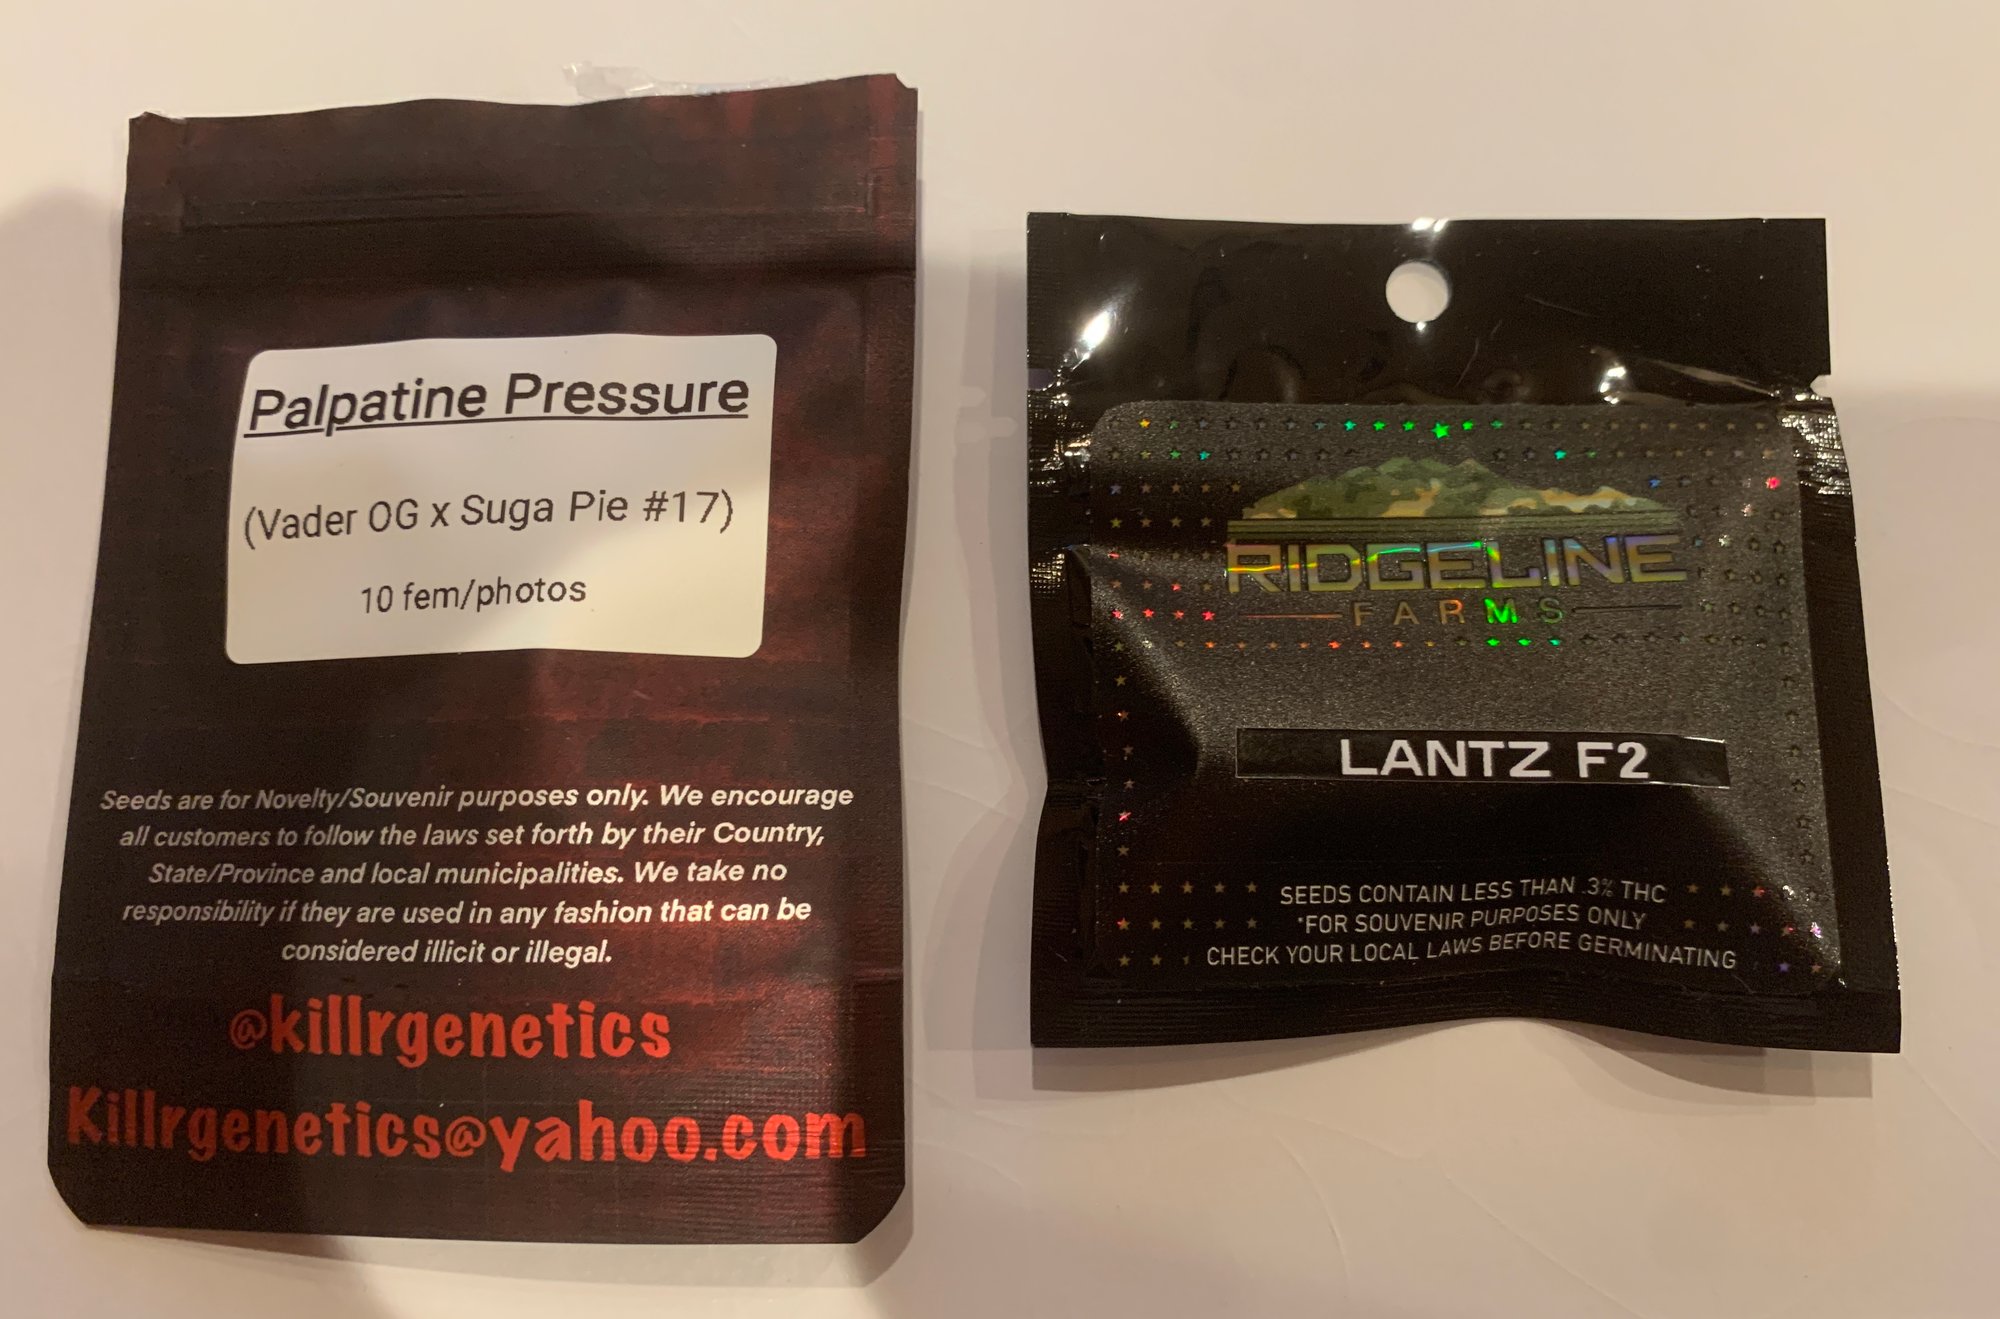 Palpatine Pressure
(Vader OG x Suga Pie #17)
10 fem/photos
Seeds are for Novelty/Souvenir purposes only. We encourage
all customers to follow the laws set forth by their Country,
State/Province and local municipalities. We take no
responsibility if they are used in any fashion that can be
considered illicit or illegal.
@killrgenetics
Killrgenetics@yahoo.com
RIDGELINE
FARMS
LANTZ F2
SEEDS CONTAIN LESS THAN .3% THC
*FOR SOUVENIR PURPOSES ONLY
CHECK YOUR LOCAL LAWS BEFORE GERMINATING